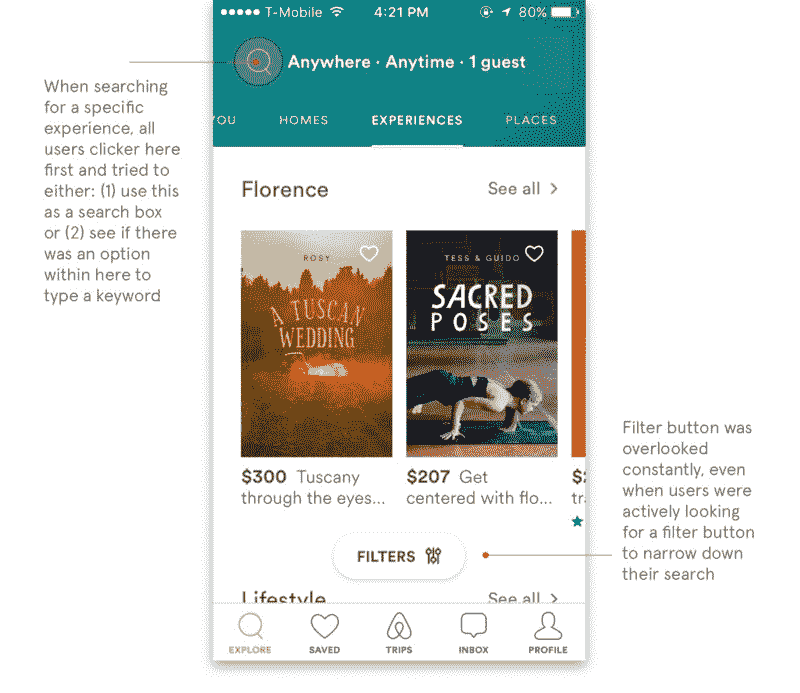 T-Mobile 4:21 PM 80%
Anywhere · Anytime · 1 guest
YOU HOMES EXPERIENCES PLACES
When searching
for a specific
experience, all
users clicker here
first and tried to
either: (1) use this
as a search box
or (2) see if there
was an option
within here to
type a keyword
Florence See all
ROSY
A TUSCAN
WEDDING
TESS & GUIDO
SACRED
POSES
$300 Tuscany
through the eyes...
$207 Get
centered with flo...
$2
tr
FILTERS
Filter button was
overlooked
constantly, even
when users were
actively looking
for a filter button
to narrow down
their search
Lifestyle See all
EXPLORE SAVED TRIPS INBOX PROFILE